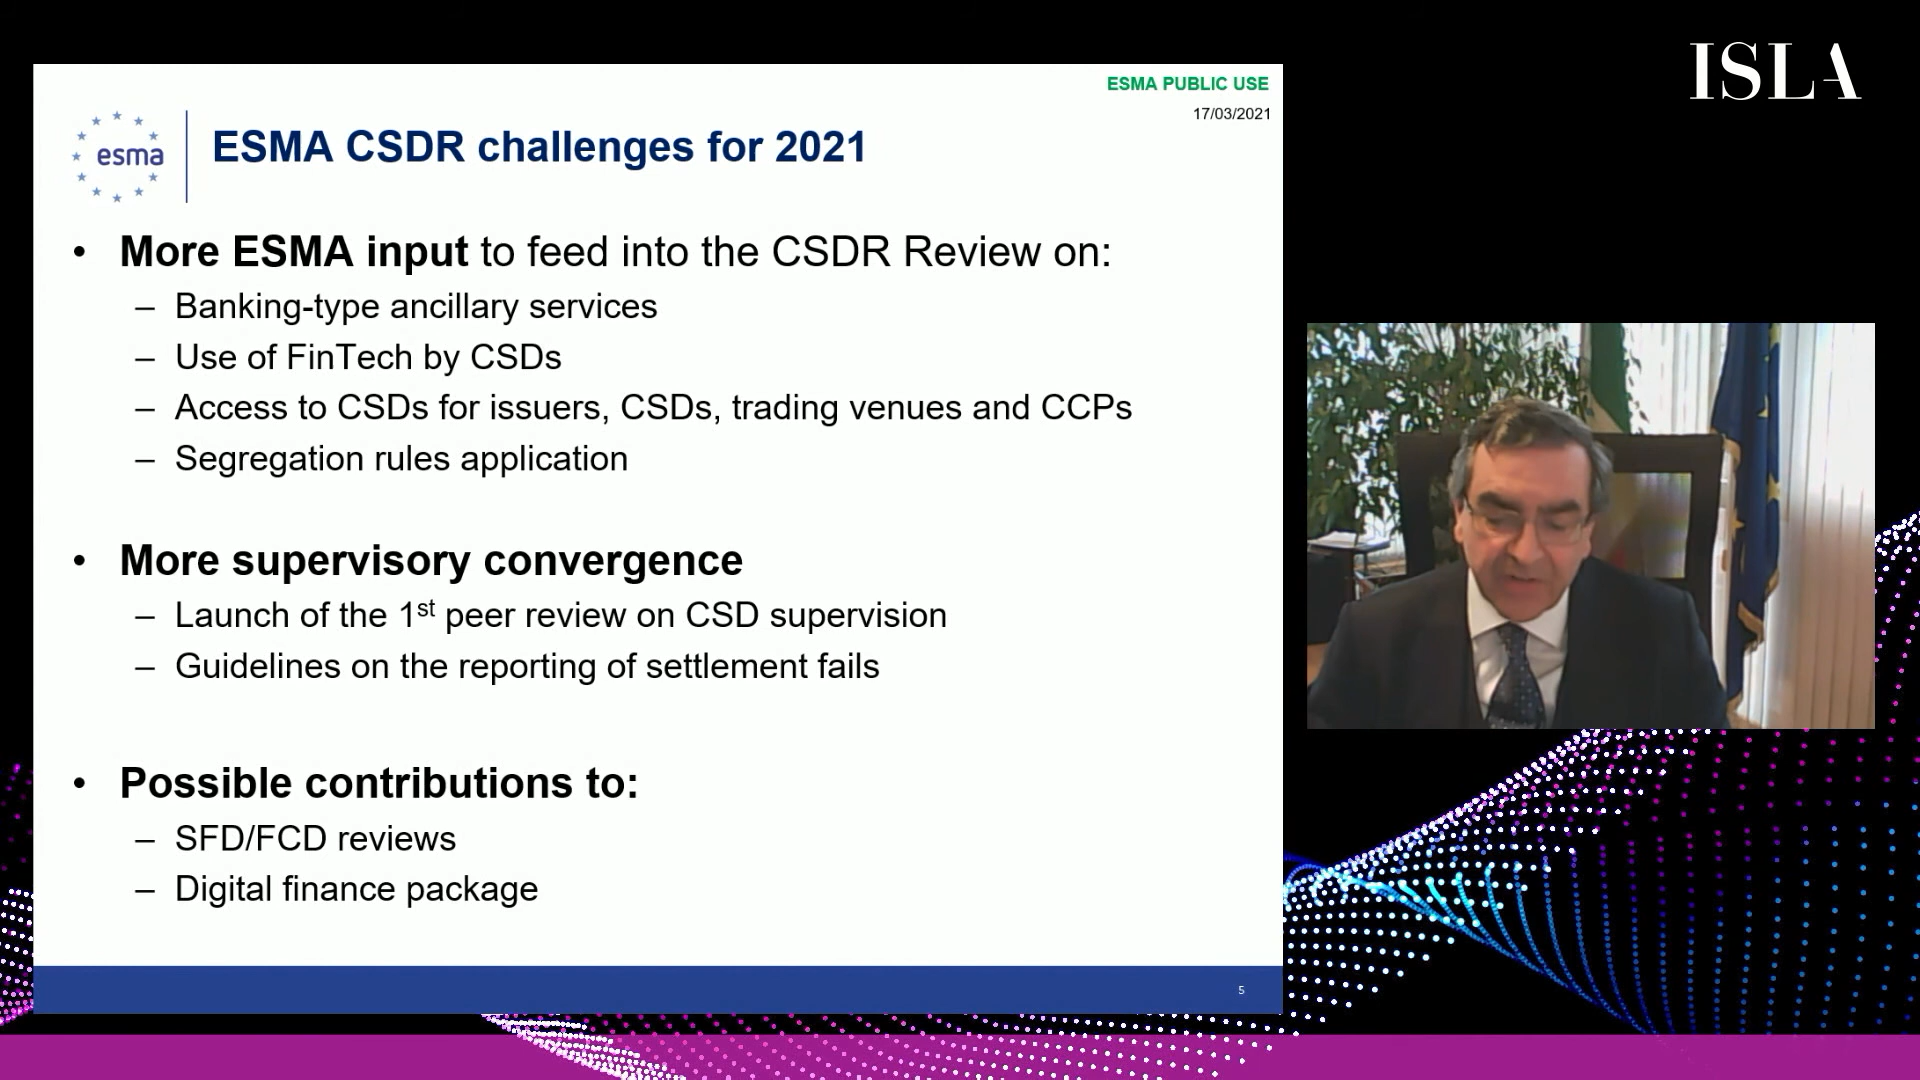 ISLA
ESMA PUBLIC USE
17/03/2021
esma
ESMA CSDR challenges for 2021
• More ESMA input to feed into the CSDR Review on:
– Banking-type ancillary services
– Use of FinTech by CSDs
– Access to CSDs for issuers, CSDs, trading venues and CCPs
– Segregation rules application
• More supervisory convergence
– Launch of the 1st peer review on CSD supervision
– Guidelines on the reporting of settlement fails
• Possible contributions to:
– SFD/FCD reviews
– Digital finance package
5